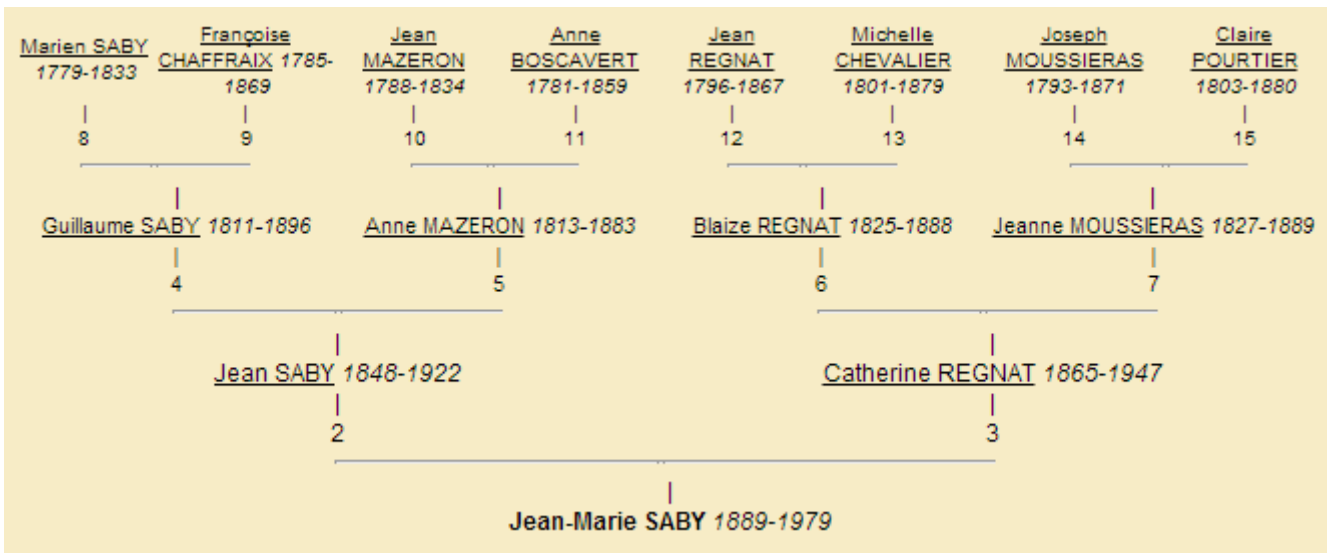 Marien SABY
1779-1833
Françoise
CHAFFRAIX 1785-
1869
Jean
MAZERON
1788-1834
Anne
BOSCAVERT
1781-1859
Jean
REGNAT
1796-1867
Michelle
CHEVALIER
1801-1879
Joseph
MOUSSIERAS
1793-1871
Claire
POURTIER
1803-1880
8 9 10 11 12 13 14 15
Guillaume SABY 1811-1896 Anne MAZERON 1813-1883 Blaize REGNAT 1825-1888 Jeanne MOUSSIERAS 1827-1889
4 5 6 7
Jean SABY 1848-1922 Catherine REGNAT 1865-1947
2 3
Jean-Marie SABY 1889-1979